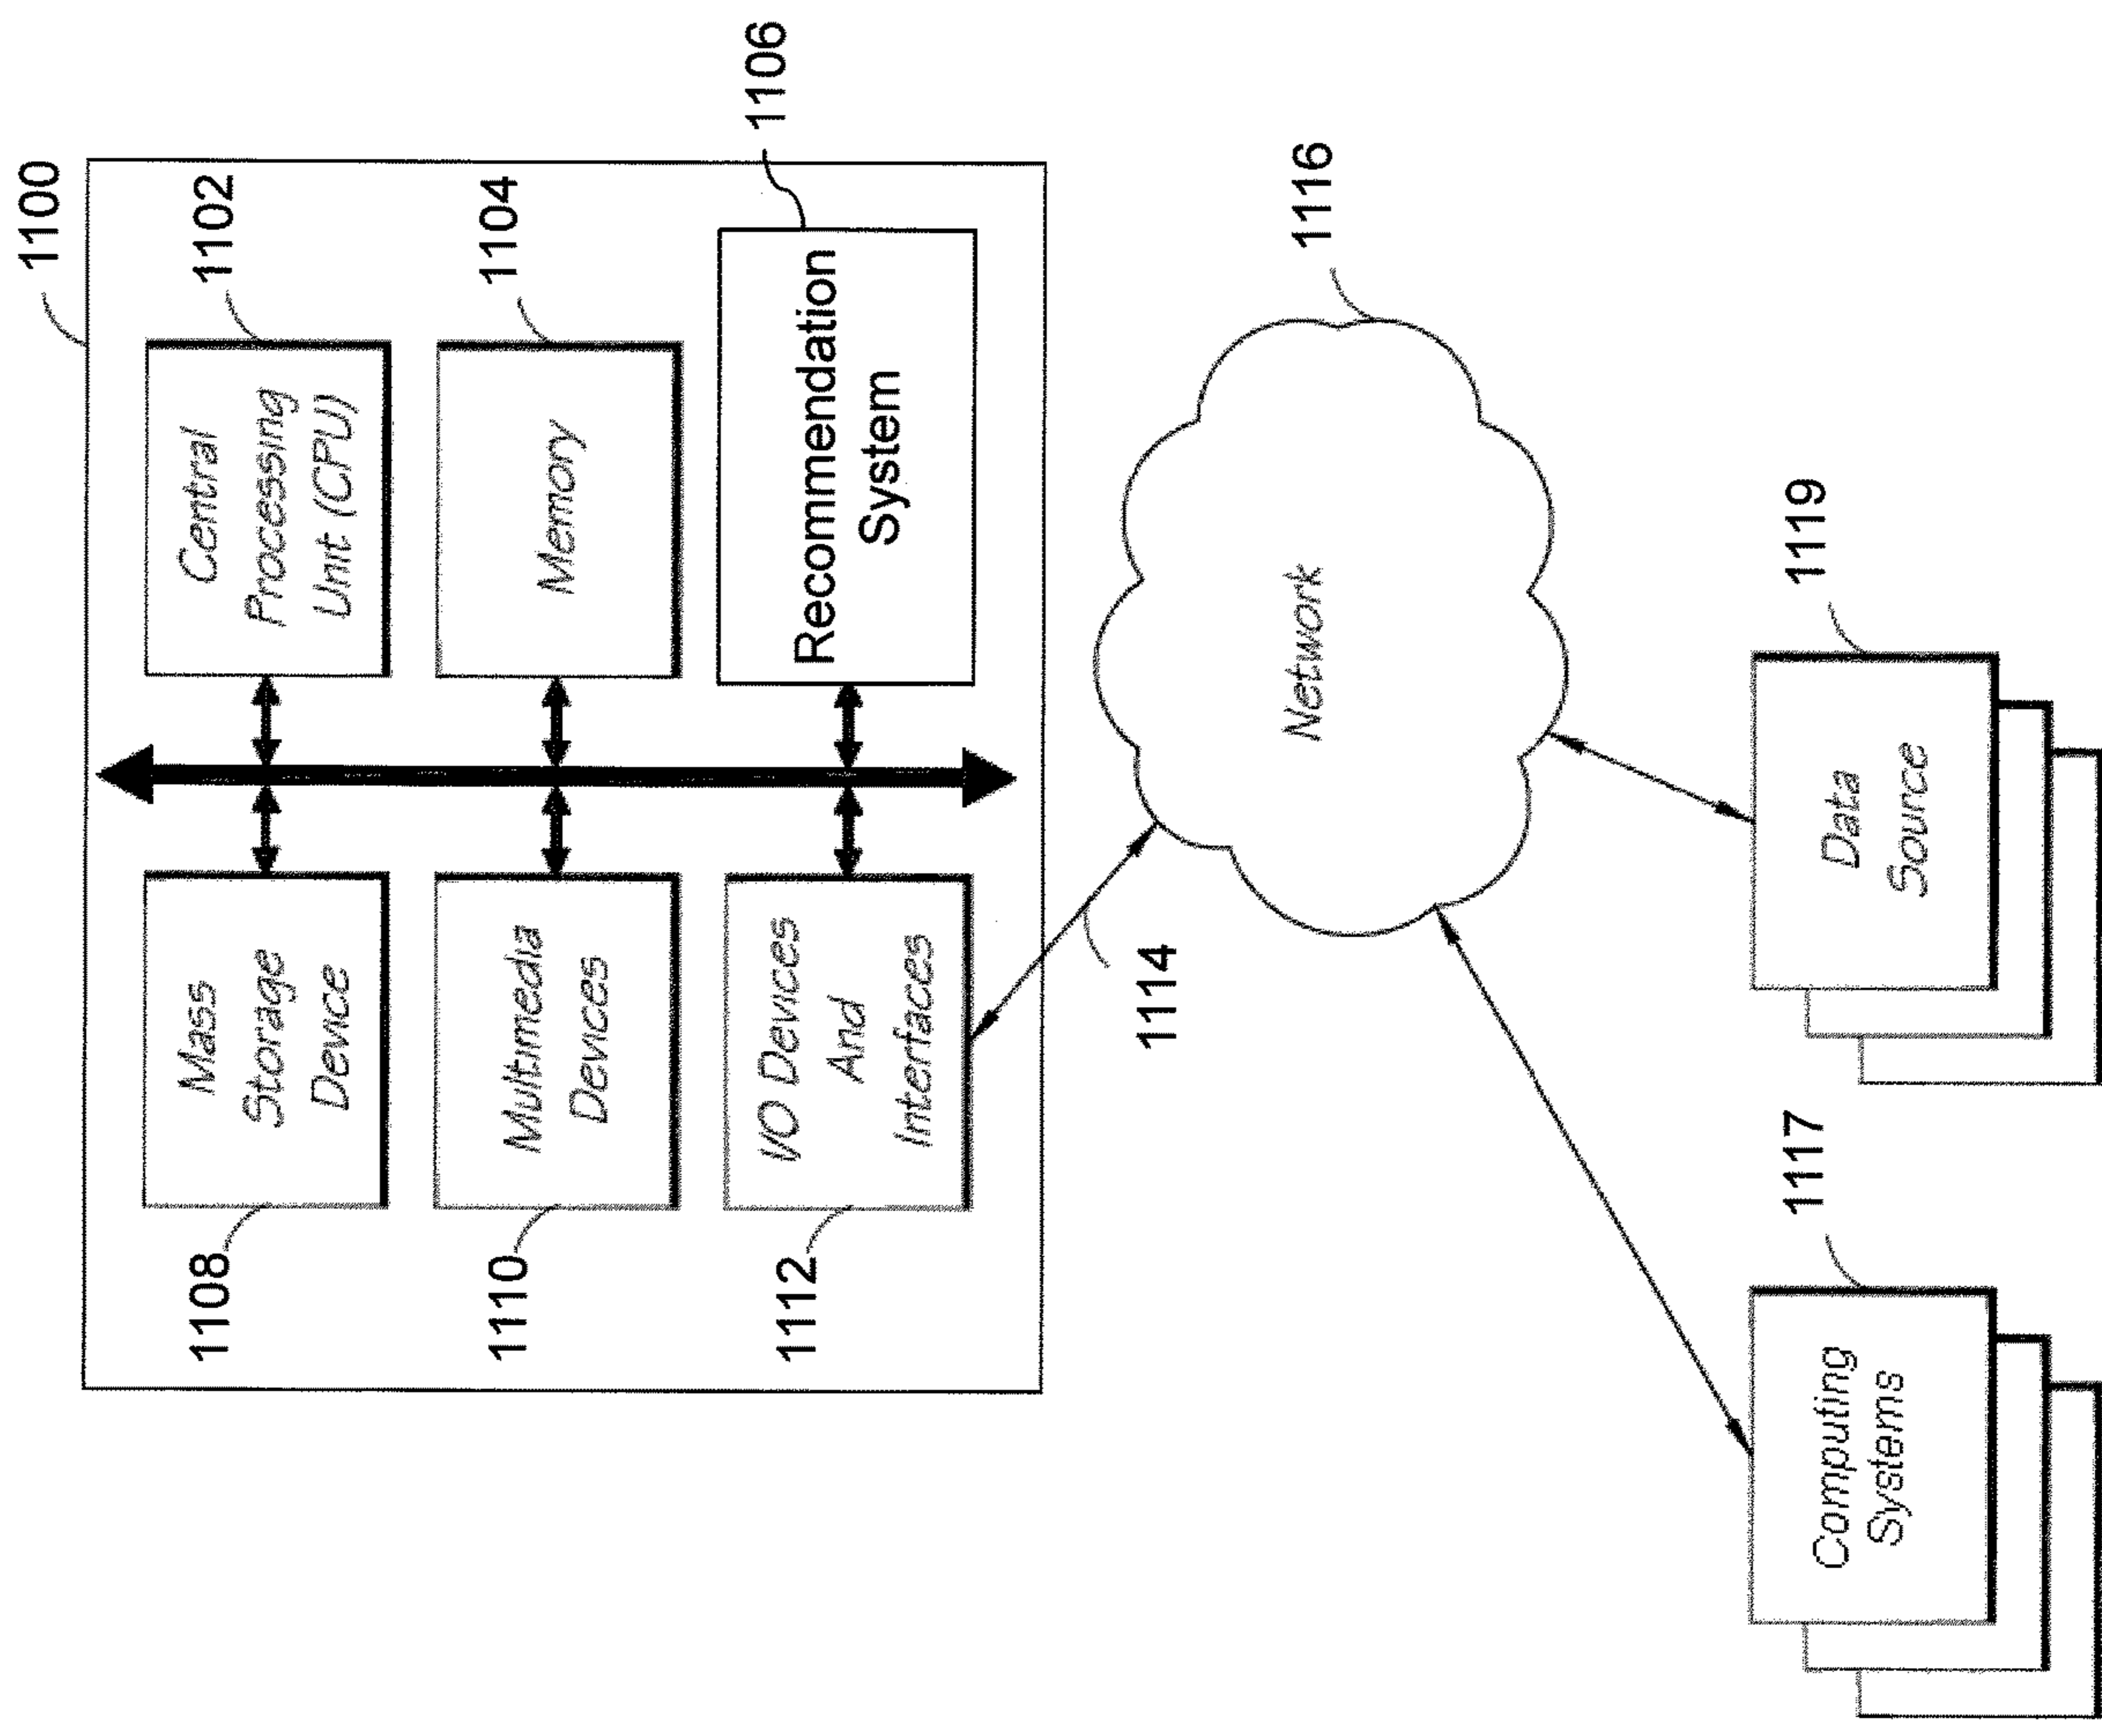 1100
1108
Mass
Storage
Device
Central
Processing
Unit (CPU)
1102
1110
Multimedia
Devices
Memory
1104
1112
I/O Devices
And
Interfaces
Recommendation
System
1106
1114
Network
1116
1117
Computing
Systems
1119
Data
Source